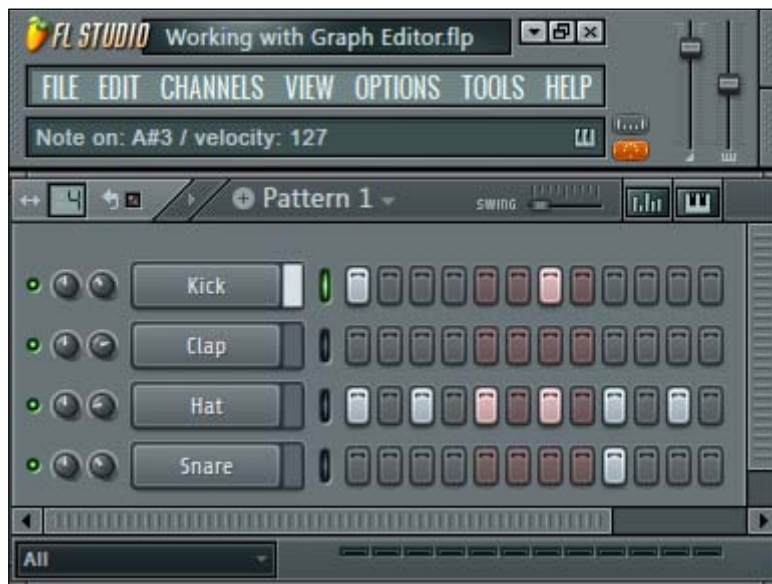 FL STUDIO Working with Graph Editor.flp
FILE EDIT CHANNELS VIEW OPTIONS TOOLS HELP
Note on: A#3 / velocity: 127
4 Pattern 1 SWING
Kick
Clap
Hat
Snare
All